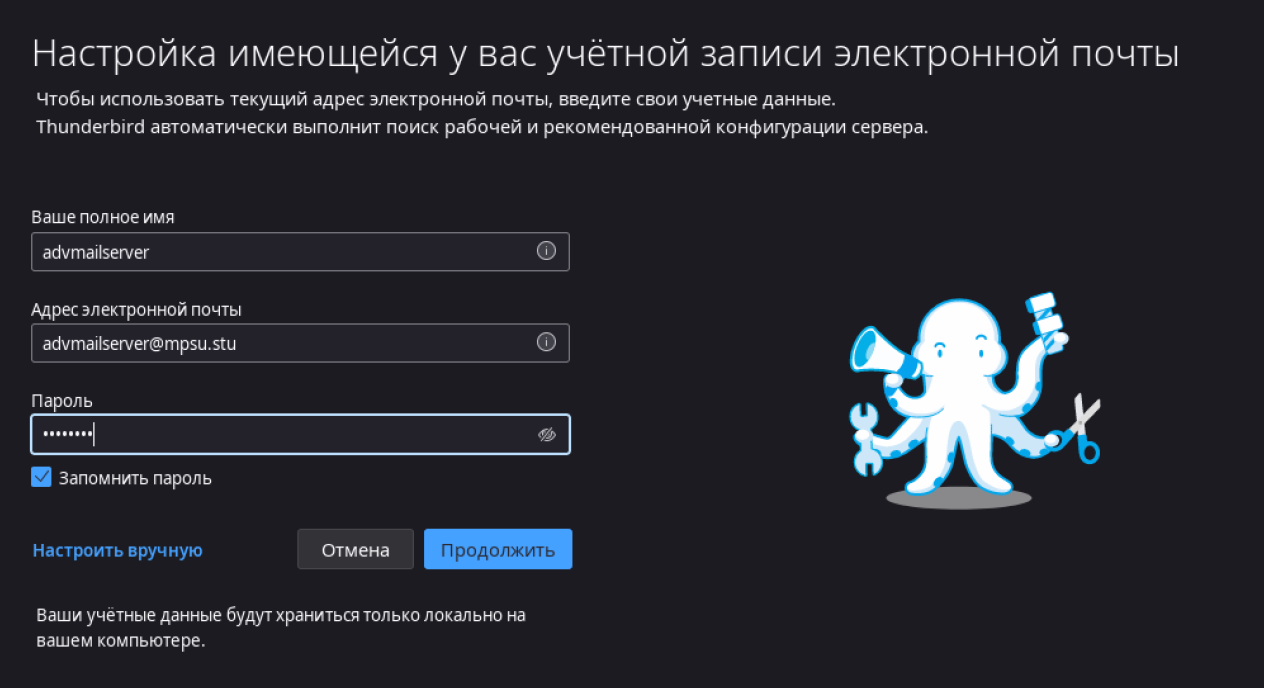 Настройка имеющейся у вас учётной записи электронной почты
Чтобы использовать текущий адрес электронной почты, введите свои учетные данные.
Thunderbird автоматически выполнит поиск рабочей и рекомендованной конфигурации сервера.
Ваше полное имя
advmailserver
Адрес электронной почты
advmailserver@mpsu.stu
Пароль
••••••••
Запомнить пароль
Настроить вручную
Отмена
Продолжить
Ваши учётные данные будут храниться только локально на
вашем компьютере.